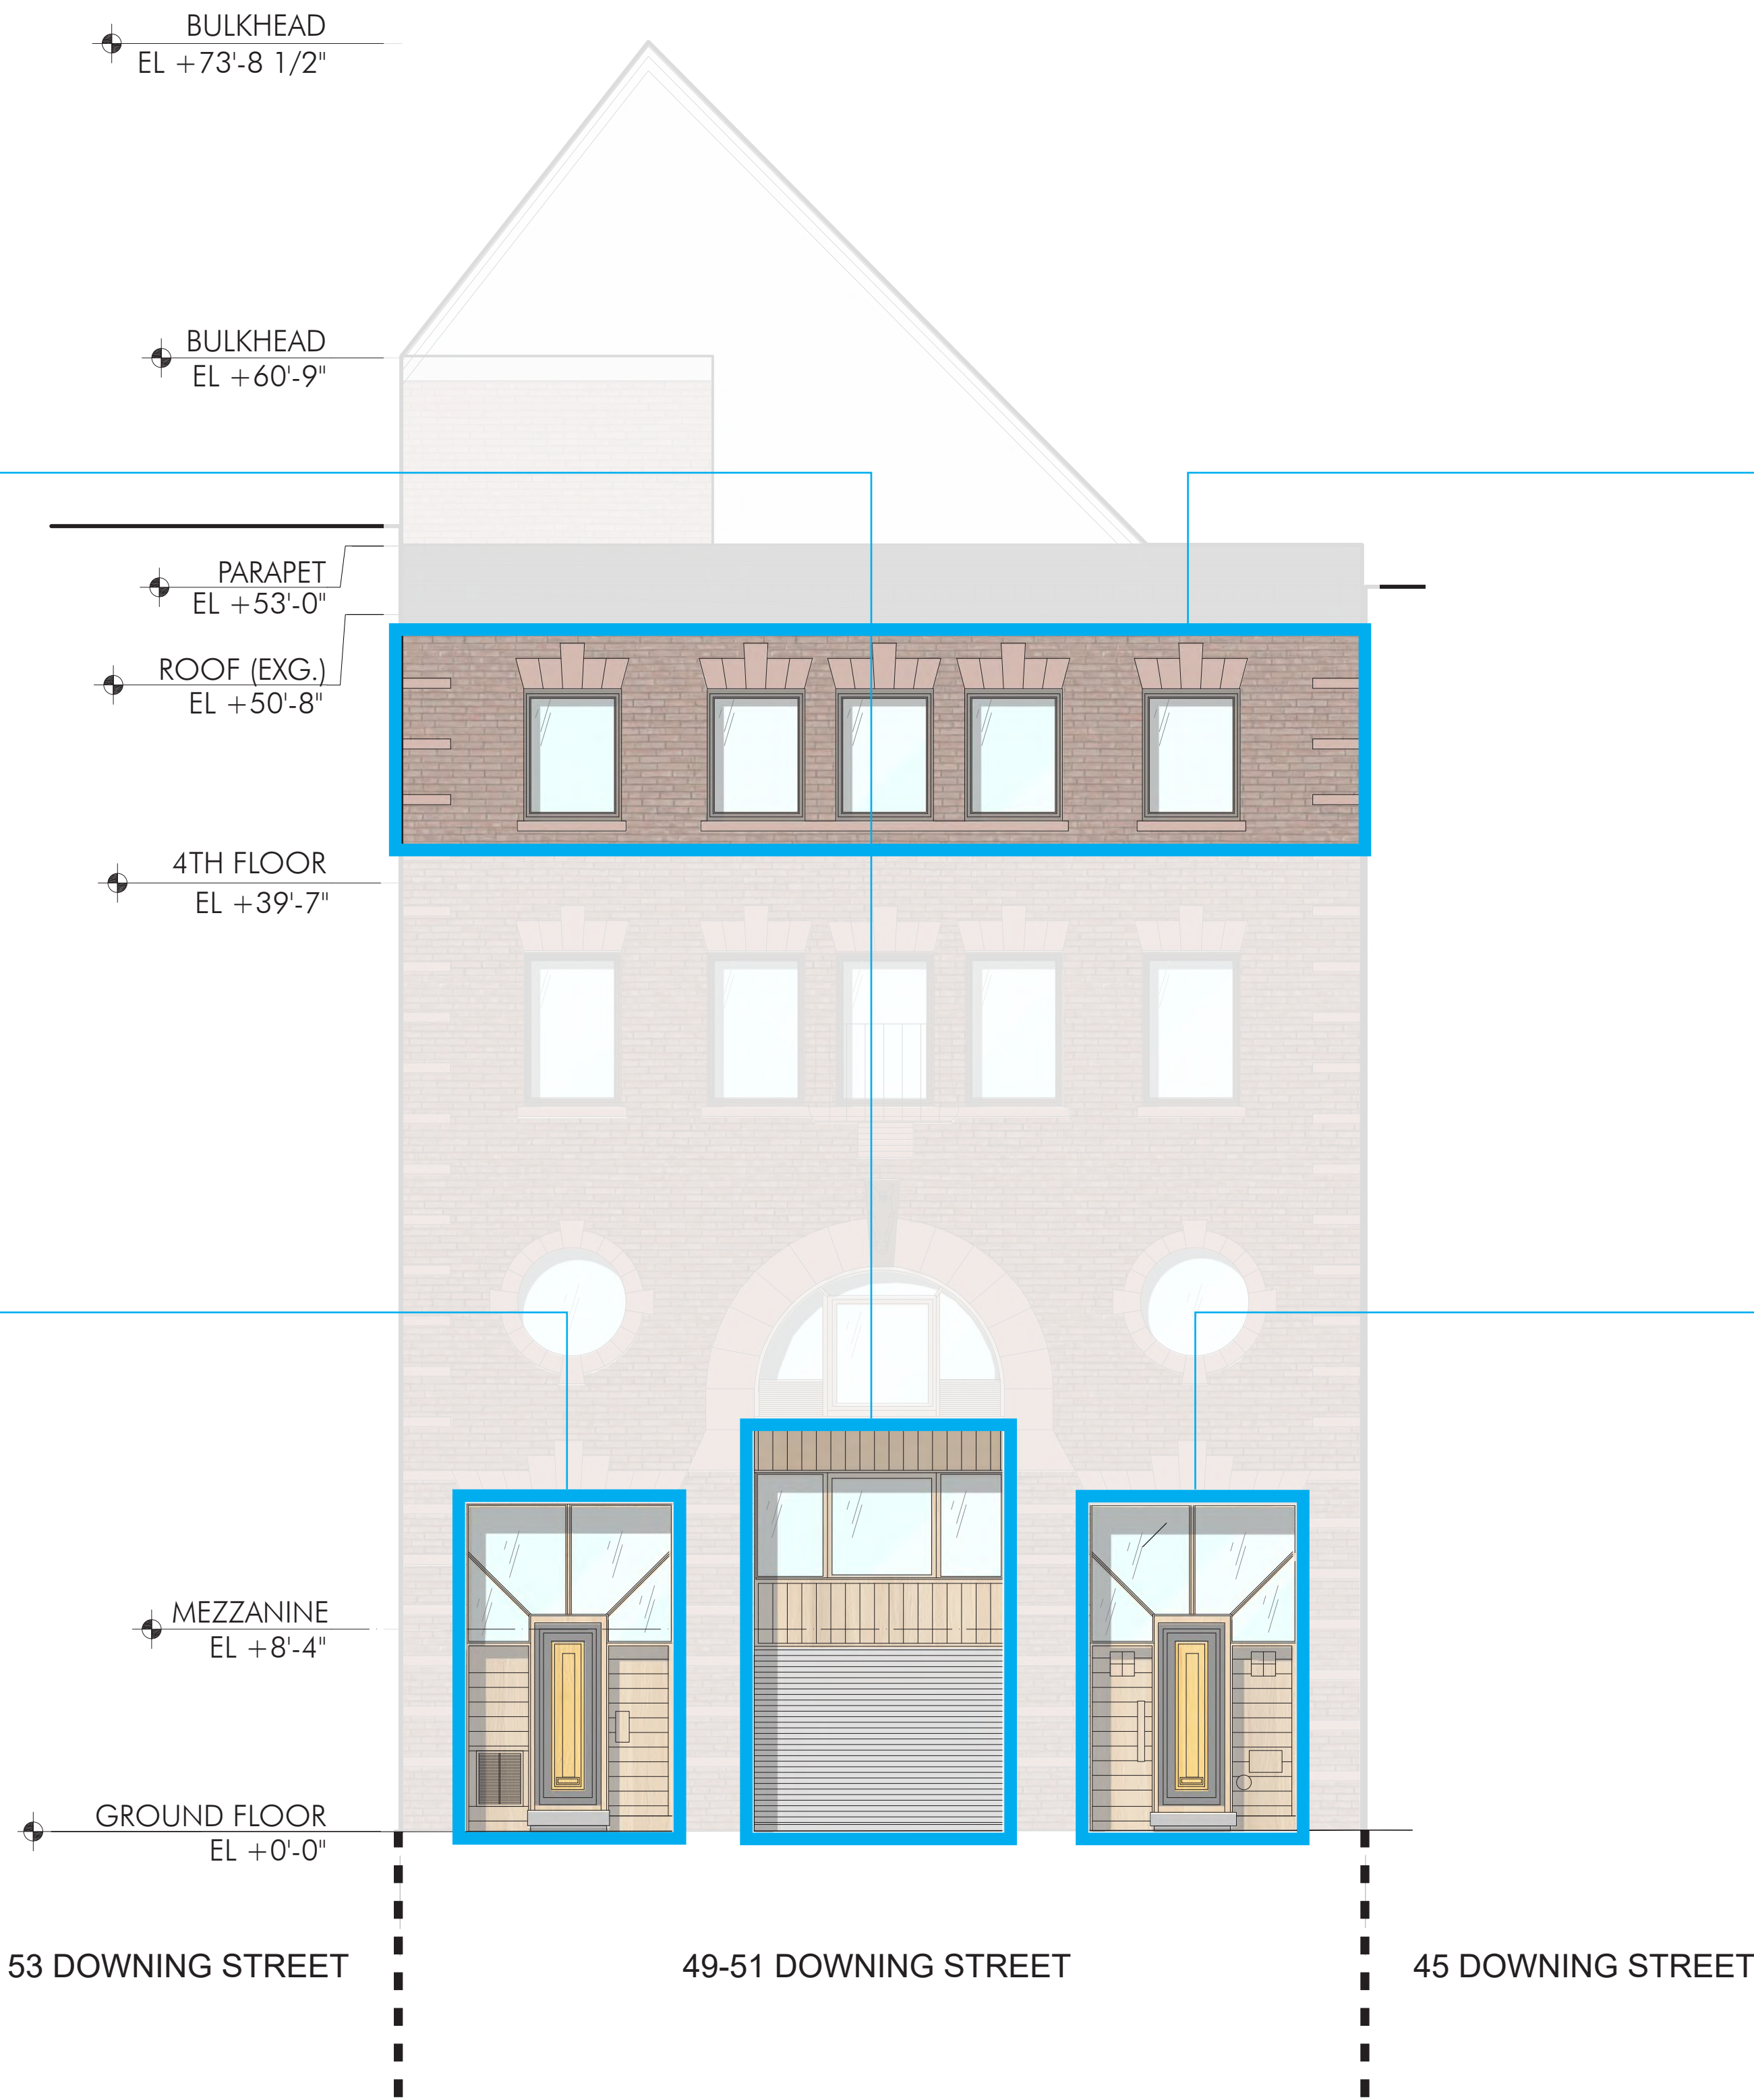 BULKHEAD
EL +73'-8 1/2"
BULKHEAD
EL +60'-9"
PARAPET
EL +53'-0"
ROOF (EXG.)
EL +50'-8"
4TH FLOOR
EL +39'-7"
MEZZANINE
EL +8'-4"
GROUND FLOOR
EL +0'-0"
53 DOWNING STREET
49-51 DOWNING STREET
45 DOWNING STREET